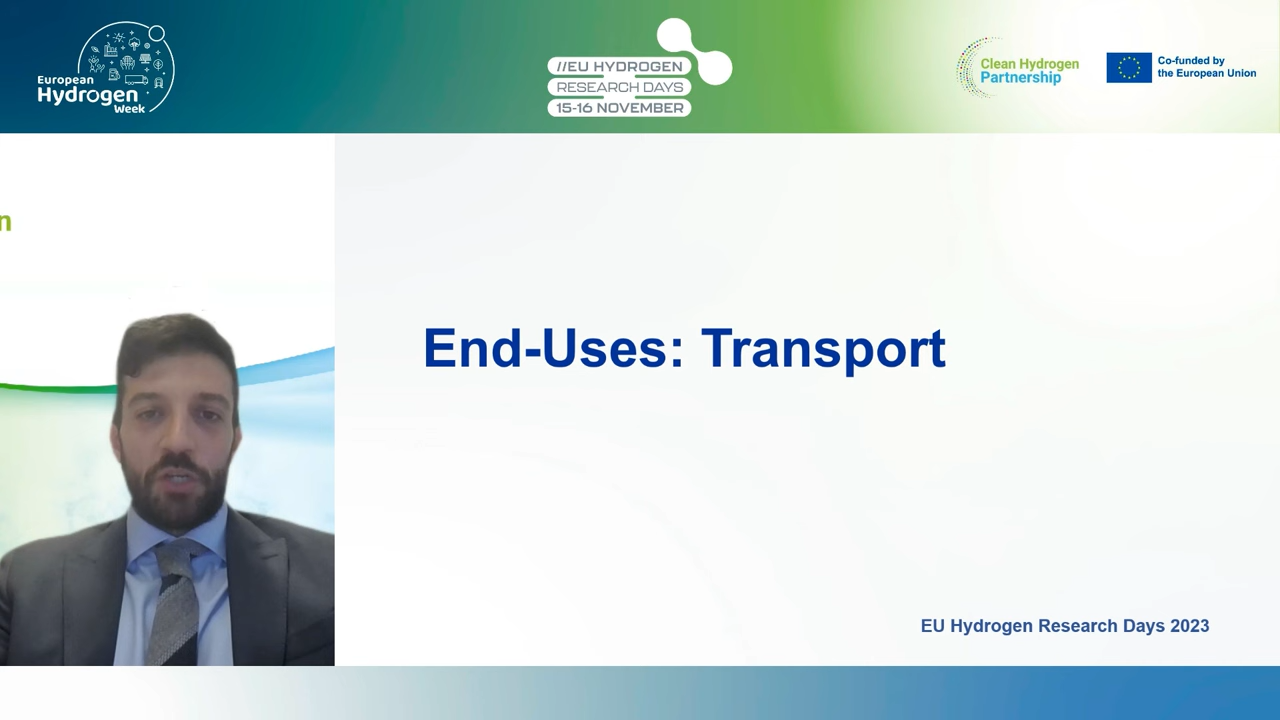 European
Hydrogen
Week
//EU HYDROGEN
RESEARCH DAYS
15-16 NOVEMBER
Clean Hydrogen
Partnership
Co-funded by
the European Union
n
End-Uses: Transport
EU Hydrogen Research Days 2023